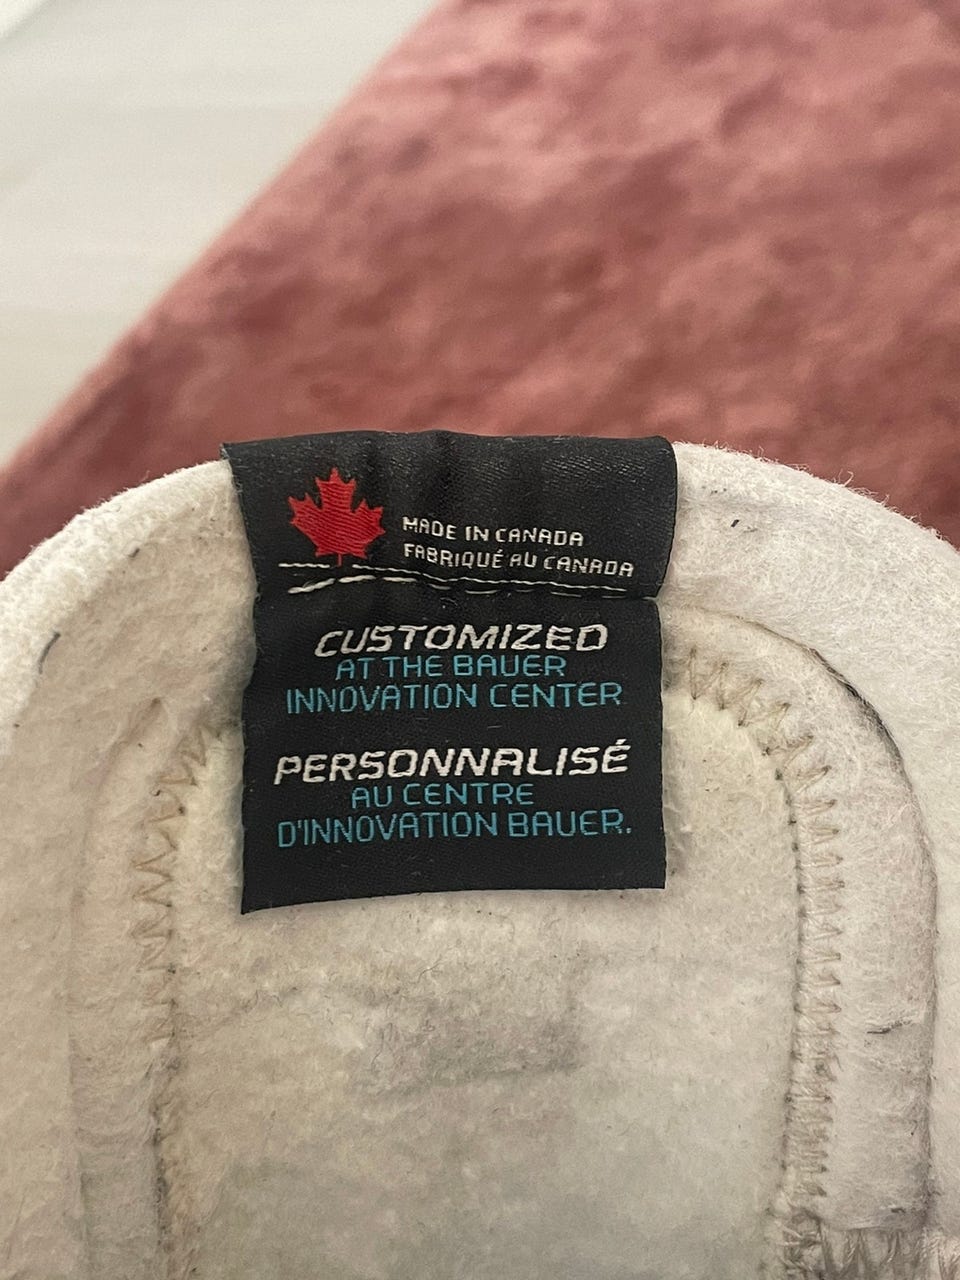 MADE IN CANADA
FABRIQUÉ AU CANADA
CUSTOMIZED
AT THE BAUER
INNOVATION CENTER
PERSONNALISÉ
AU CENTRE
D'INNOVATION BAUER.